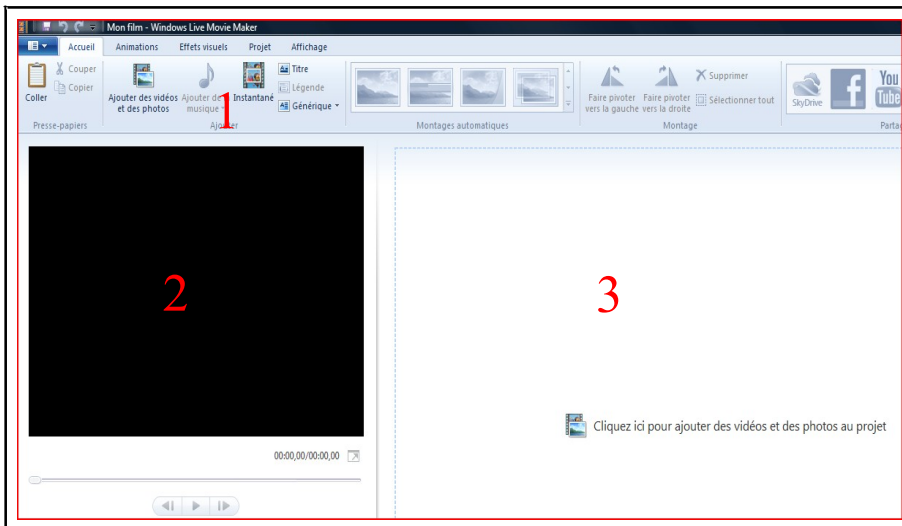 Mon film - Windows Live Movie Maker
Accueil Animations Effets visuels Projet Affichage
Coller
Couper
Copier
Presse-papiers
Ajouter des vidéos
et des photos
Ajouter de
musique
Instantané
Titre
Légende
Générique
Ajouter
1
Montages automatiques
Faire pivoter
vers la gauche
Faire pivoter
vers la droite
Supprimer
Sélectionner tout
Montage
SkyDrive
f
You
Tube
Partag
2
3
Cliquez ici pour ajouter des vidéos et des photos au projet
00:00,00/00:00,00